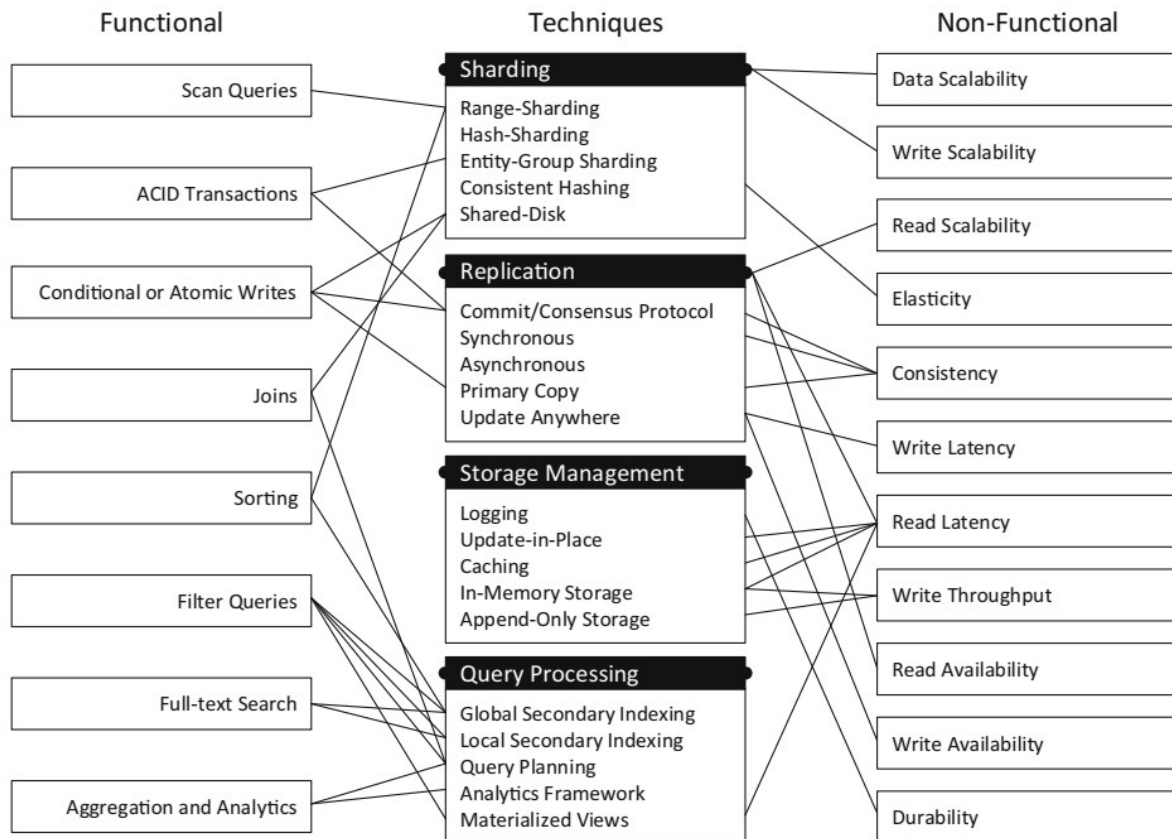 Functional
Techniques
Non-Functional
Scan Queries
ACID Transactions
Conditional or Atomic Writes
Joins
Sorting
Filter Queries
Full-text Search
Aggregation and Analytics
Sharding
Range-Sharding
Hash-Sharding
Entity-Group Sharding
Consistent Hashing
Shared-Disk
Replication
Commit/Consensus Protocol
Synchronous
Asynchronous
Primary Copy
Update Anywhere
Storage Management
Logging
Update-in-Place
Caching
In-Memory Storage
Append-Only Storage
Query Processing
Global Secondary Indexing
Local Secondary Indexing
Query Planning
Analytics Framework
Materialized Views
Data Scalability
Write Scalability
Read Scalability
Elasticity
Consistency
Write Latency
Read Latency
Write Throughput
Read Availability
Write Availability
Durability